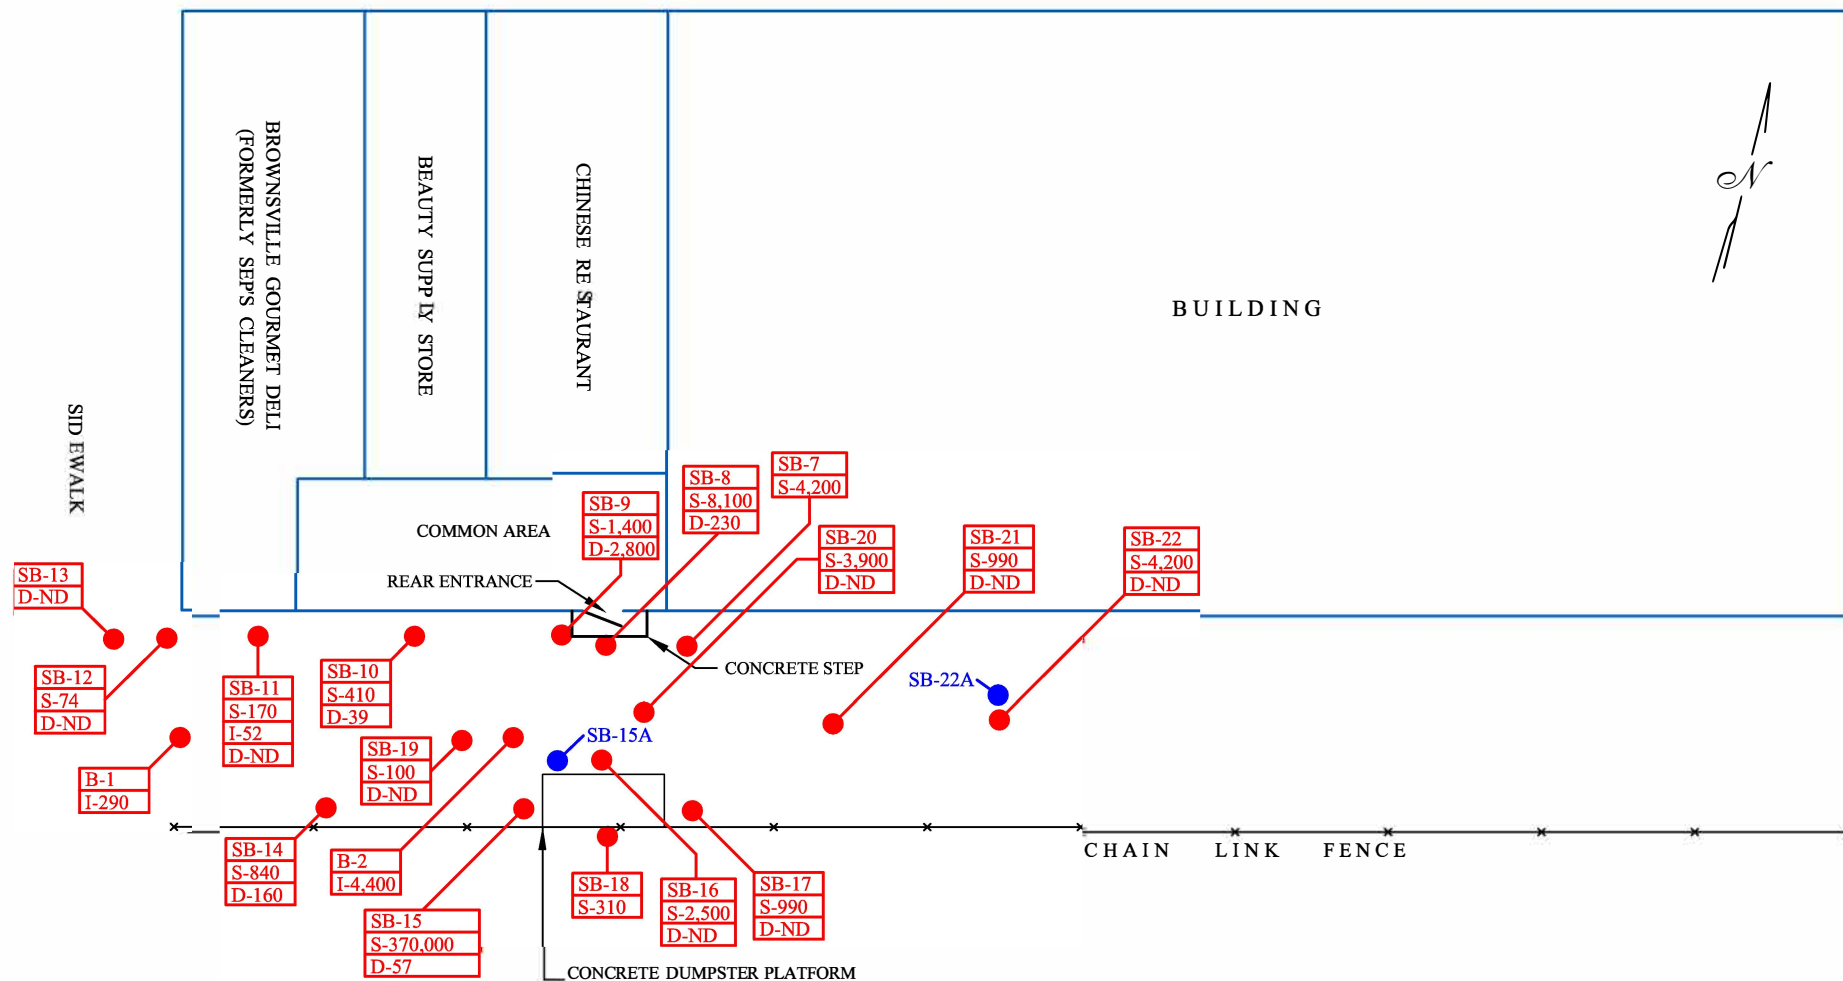 BROWNSVILLE GOURMET DELI
(FORMERLY SEP'S CLEANERS)
BEAUTY SUPPLY STORE
CHINESE RESTAURANT
BUILDING
N
SIDEWALK
COMMON AREA
REAR ENTRANCE
CONCRETE STEP
SB-9
S-1,400
D-2,800
SB-8
S-8,100
D-230
SB-7
S-4,200
SB-20
S-3,900
D-ND
SB-21
S-990
D-ND
SB-22
S-4,200
D-ND
SB-13
D-ND
SB-12
S-74
D-ND
SB-11
S-170
I-52
D-ND
SB-10
S-410
D-39
SB-22A
SB-15A
SB-19
S-100
D-ND
B-1
I-290
SB-14
S-840
D-160
B-2
I-4,400
SB-15
S-370,000
D-57
SB-18
S-310
SB-16
S-2,500
D-ND
SB-17
S-990
D-ND
CHAIN LINK FENCE
CONCRETE DUMPSTER PLATFORM